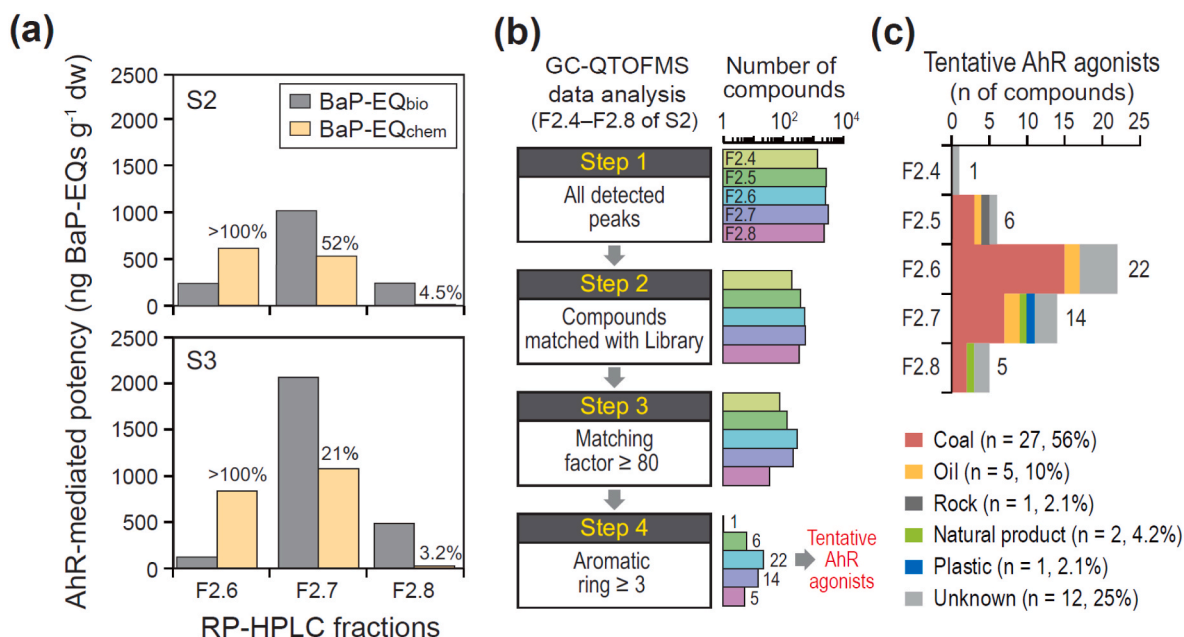 (a)
AhR-mediated potency (ng BaP-EQs g⁻¹ dw)
2500
2000
1500
1000
500
0
S2
BaP-EQbio
BaP-EQchem
>100%
52%
4.5%
2500
2000
1500
1000
500
0
S3
>100%
21%
3.2%
F2.6
F2.7
F2.8
RP-HPLC fractions
(b)
GC-QTOFMS
data analysis
(F2.4–F2.8 of S2)
Number of
compounds
1
10²
10⁴
Step 1
All detected
peaks
F2.4
F2.5
F2.6
F2.7
F2.8
Step 2
Compounds
matched with Library
Step 3
Matching
factor ≥ 80
Step 4
Aromatic
ring ≥ 3
1
6
22
14
5
Tentative
AhR
agonists
(c)
Tentative AhR agonists
(n of compounds)
0
5
10
15
20
25
F2.4
1
F2.5
6
F2.6
22
F2.7
14
F2.8
5
Coal (n = 27, 56%)
Oil (n = 5, 10%)
Rock (n = 1, 2.1%)
Natural product (n = 2, 4.2%)
Plastic (n = 1, 2.1%)
Unknown (n = 12, 25%)